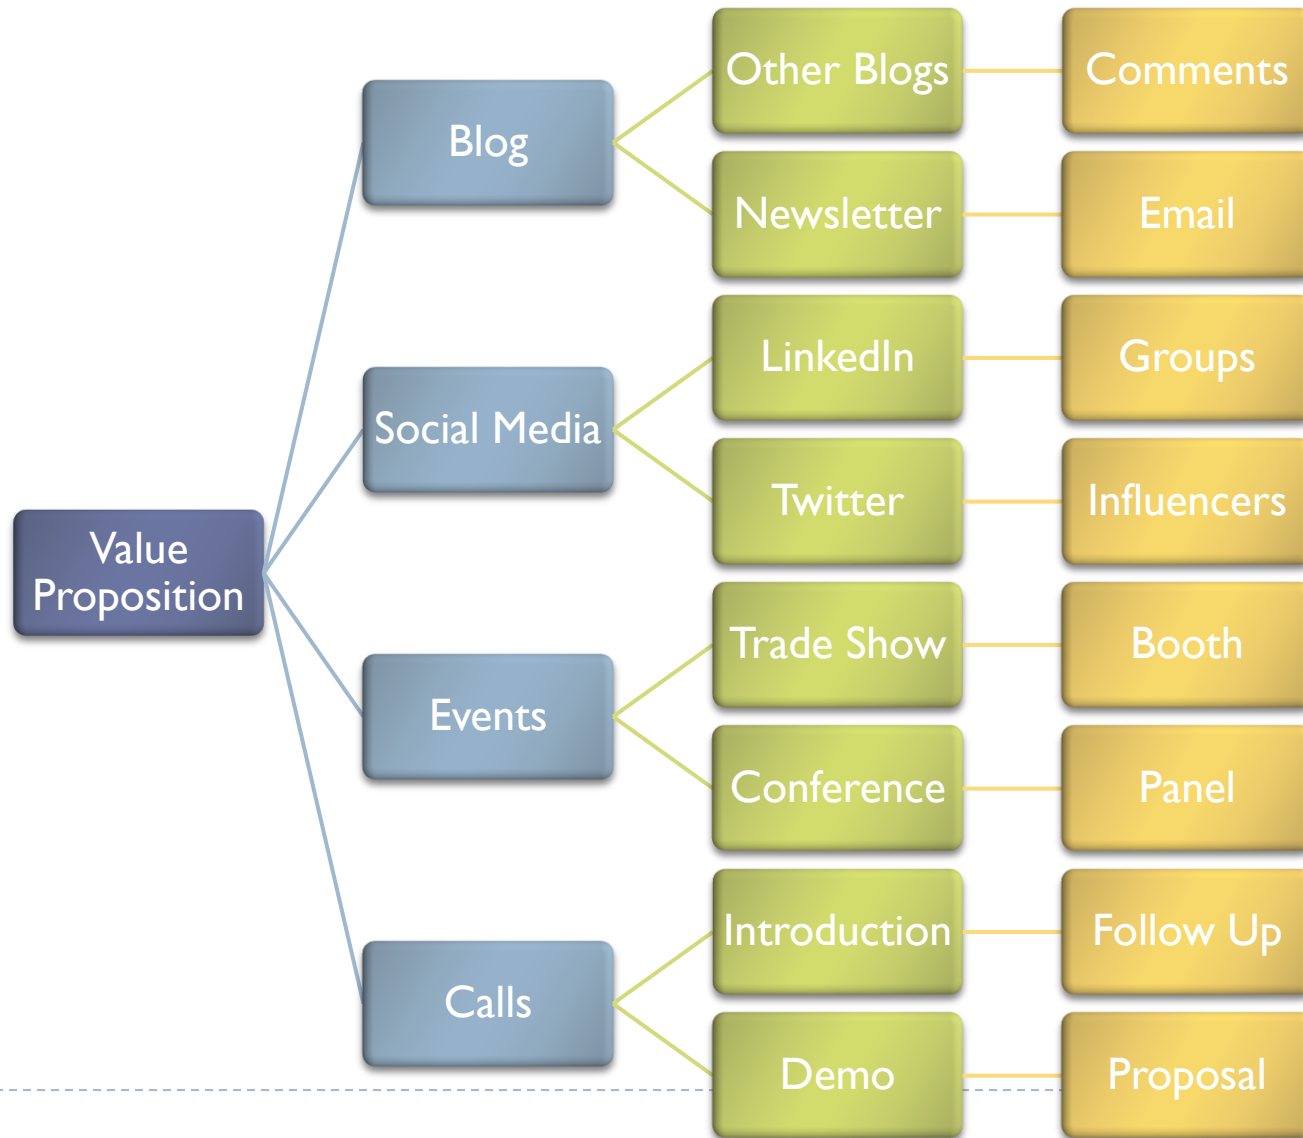 Value
Proposition
Blog
Other Blogs
Comments
Newsletter
Email
Social Media
LinkedIn
Groups
Twitter
Influencers
Events
Trade Show
Booth
Conference
Panel
Calls
Introduction
Follow Up
Demo
Proposal